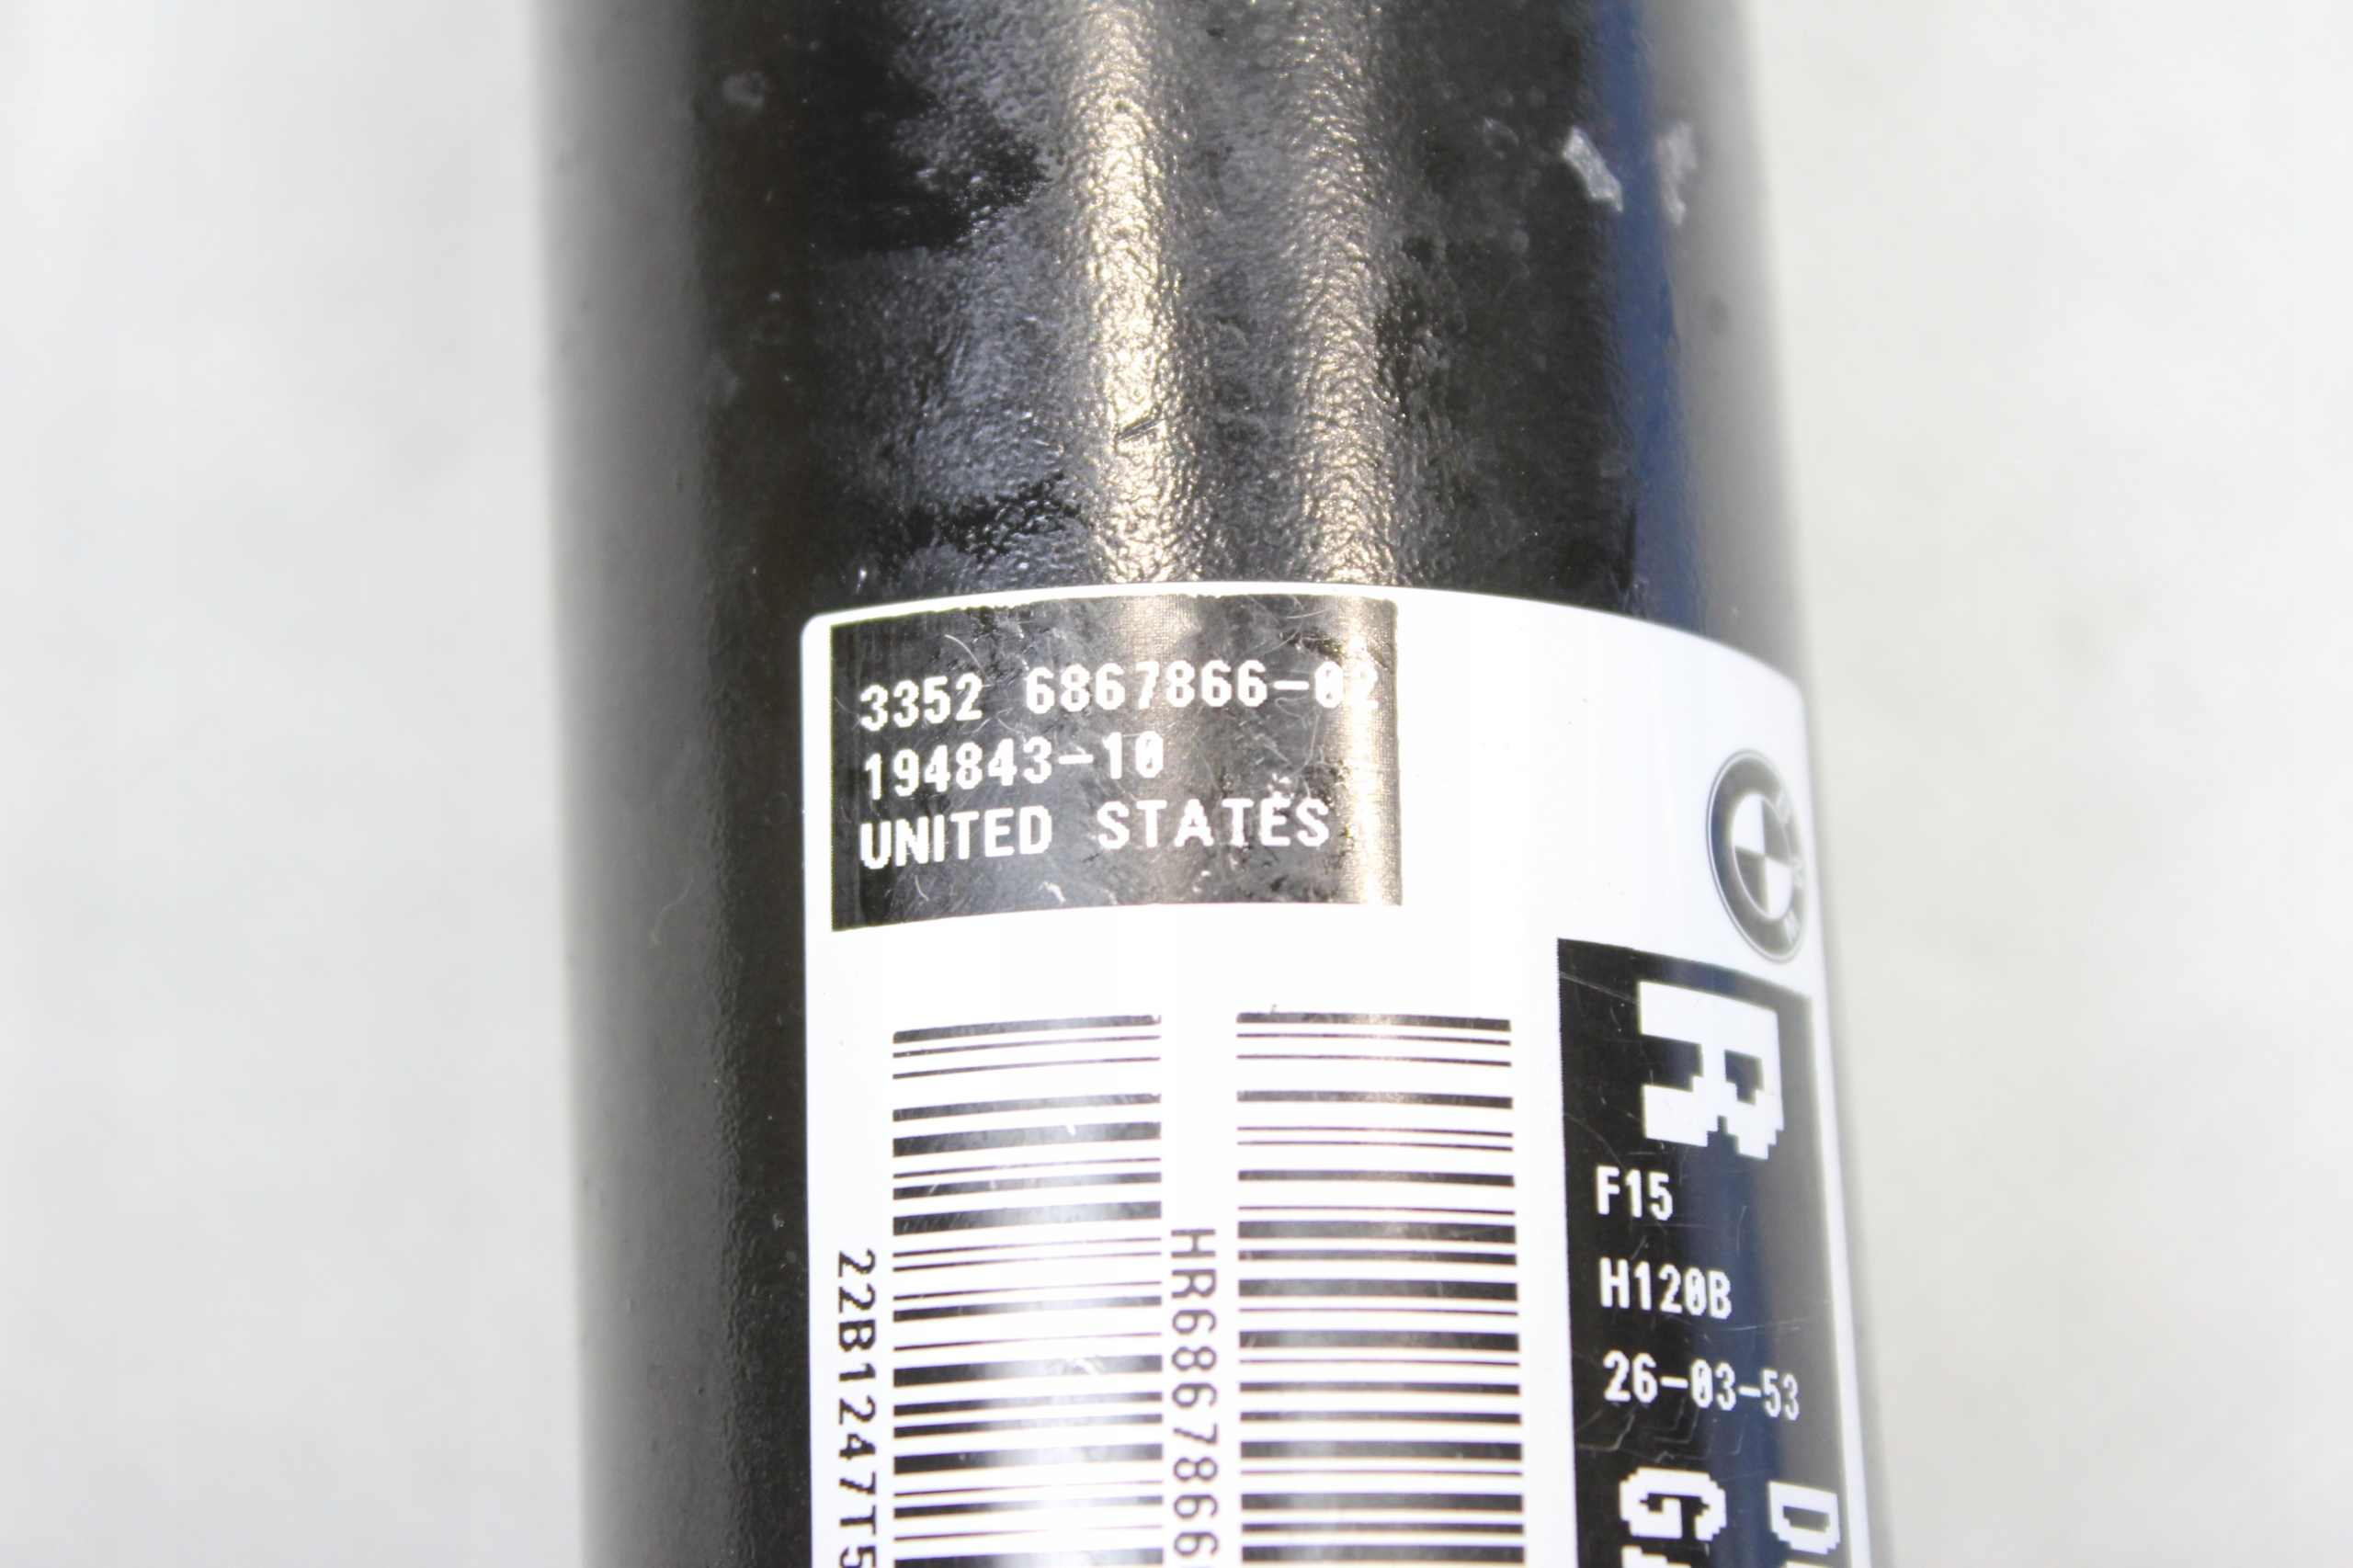 3352 6867866-02
194843-10
UNITED STATES
R
F15
H120B
26-03-53
HR6867866
22B1247T5